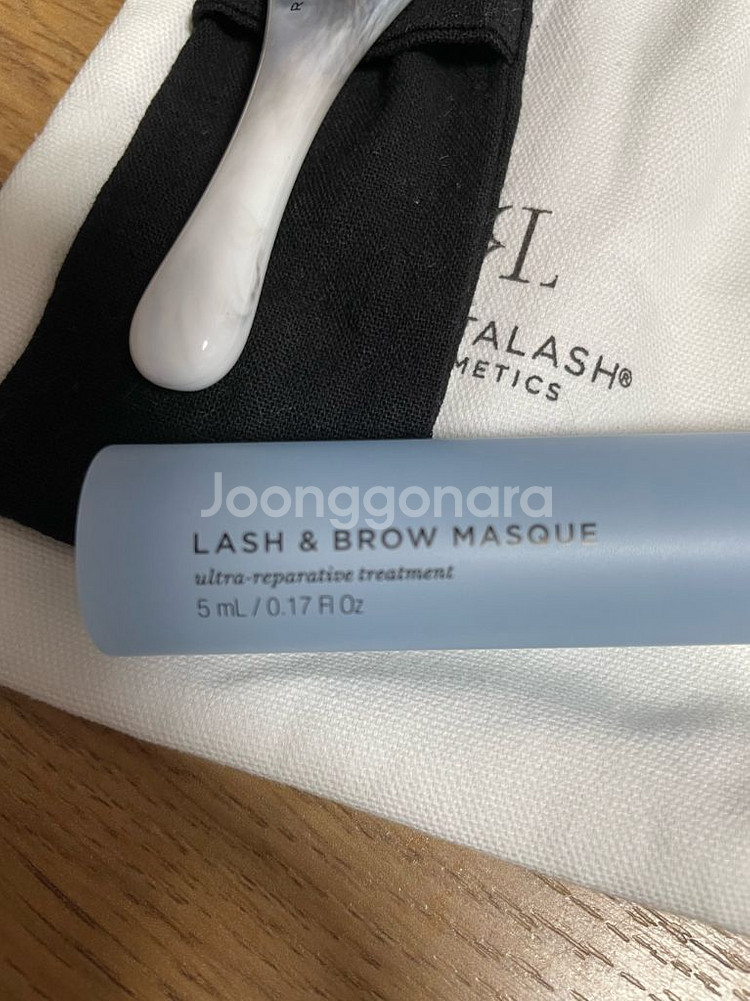 R
L
TALASH®
METICS
Joonggonara
LASH & BROW MASQUE
ultra-reparative treatment
5 mL / 0.17 Fl Oz